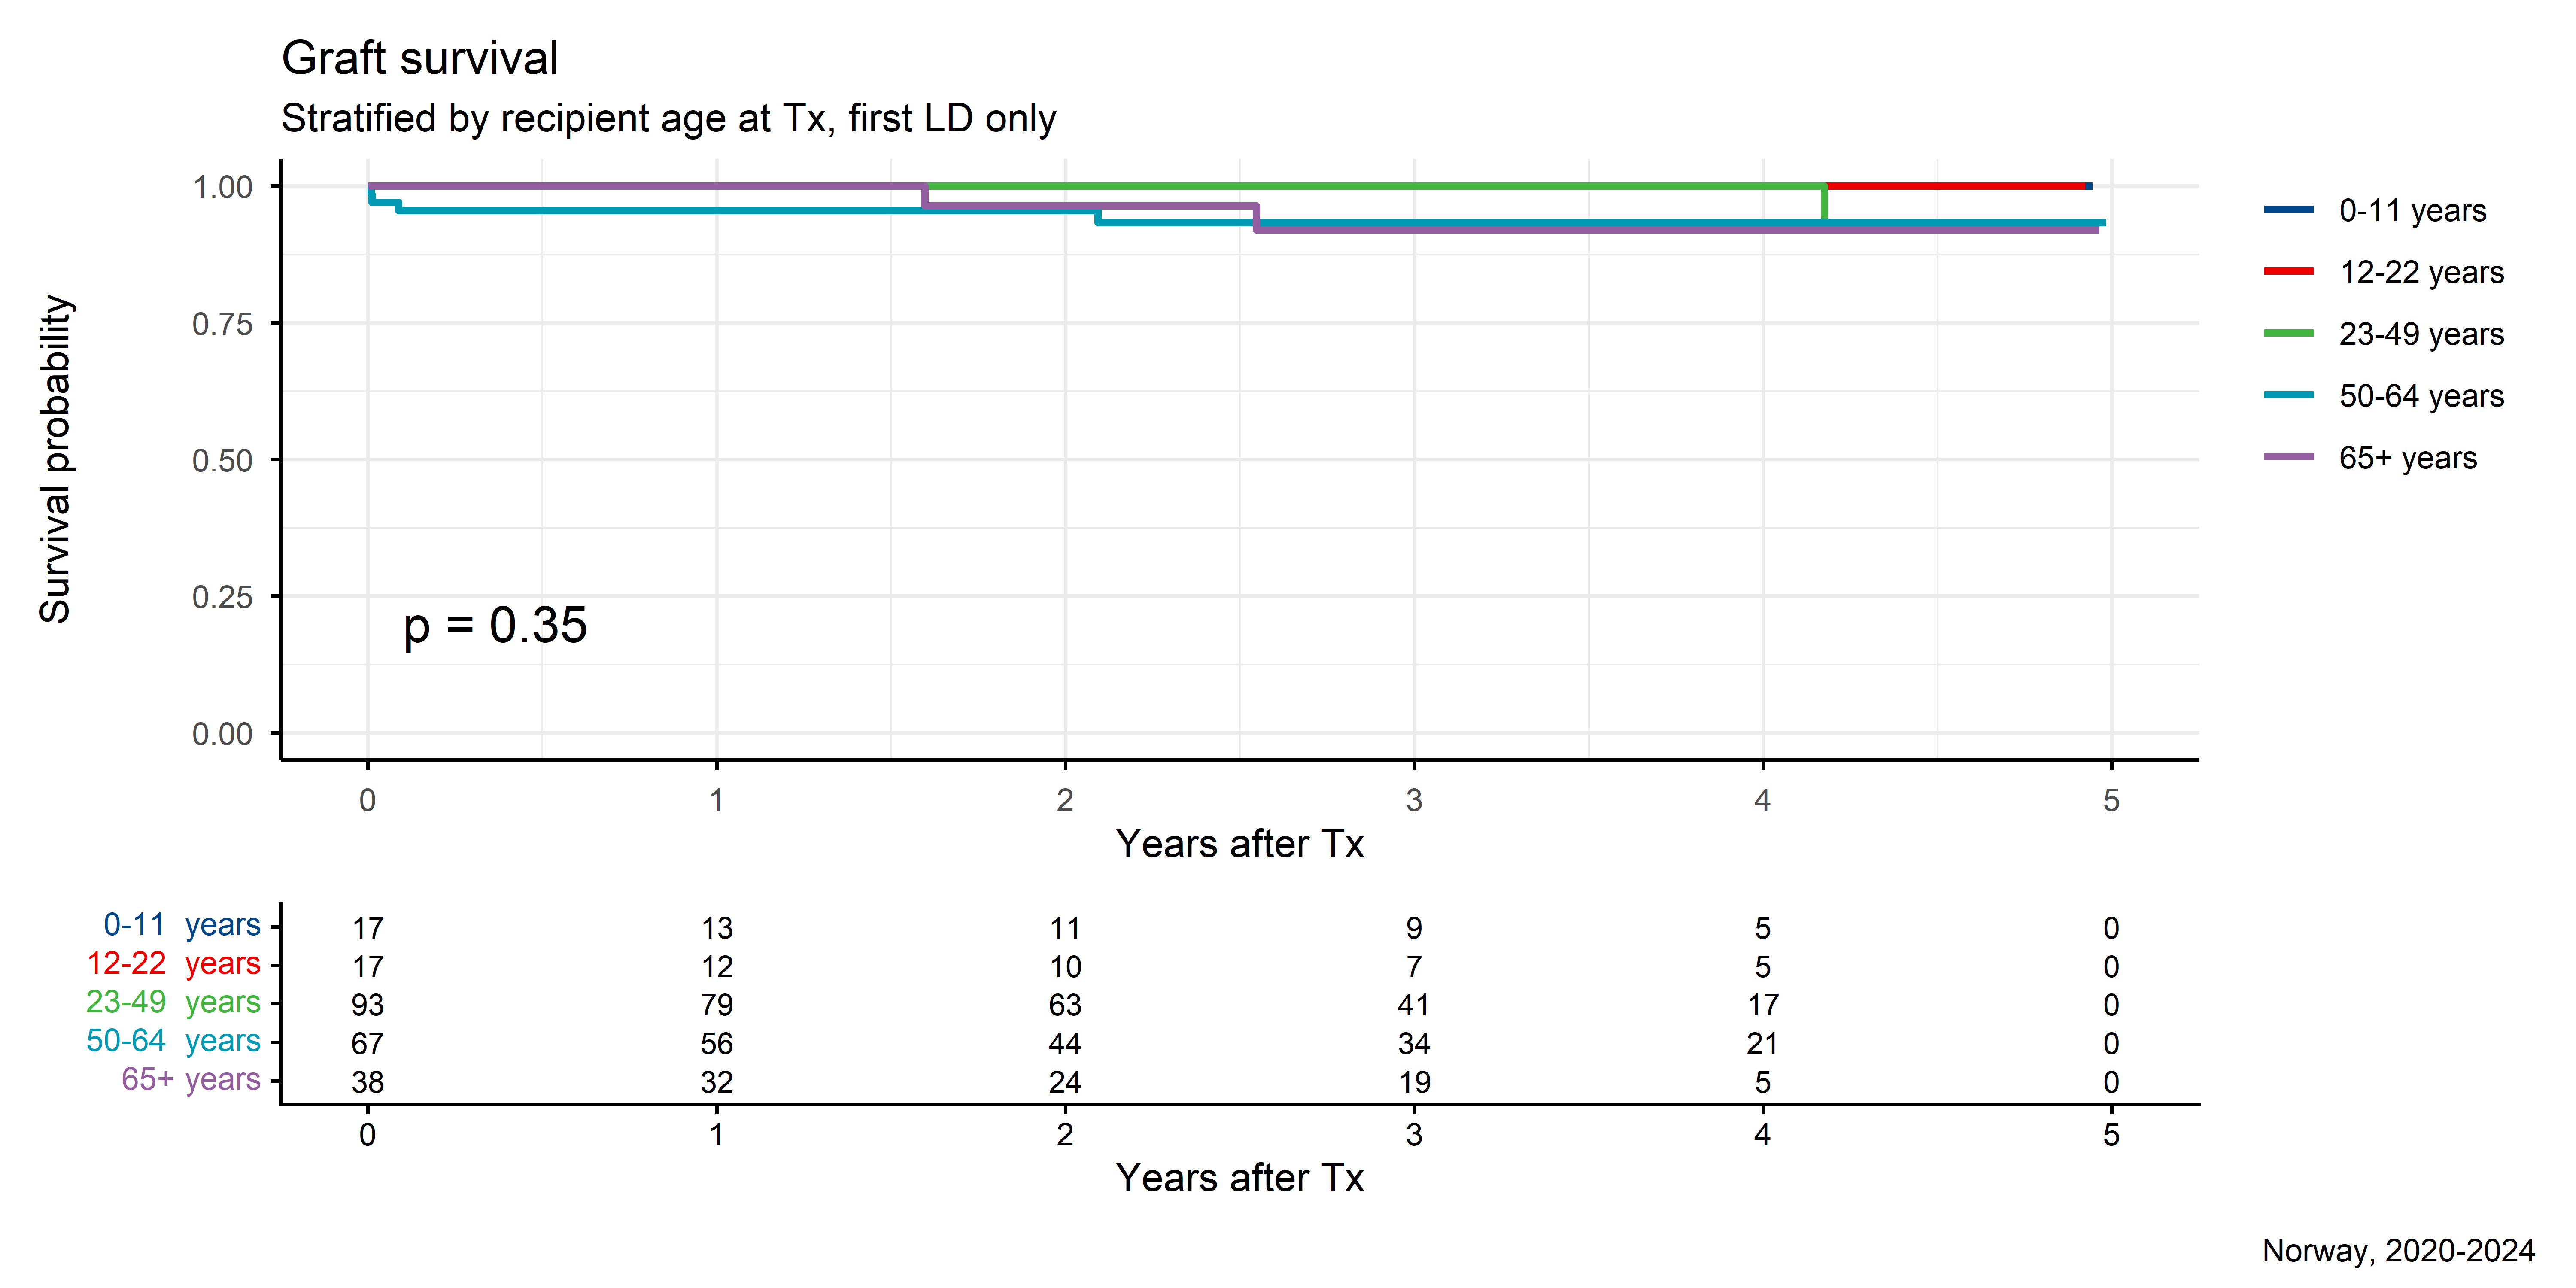 Graft survival
Stratified by recipient age at Tx, first LD only
Survival probability
1.00
0.75
0.50
0.25
0.00
p = 0.35
0 1 2 3 4 5
Years after Tx
0-11 years
12-22 years
23-49 years
50-64 years
65+ years
0-11 years 17 13 11 9 5 0
12-22 years 17 12 10 7 5 0
23-49 years 93 79 63 41 17 0
50-64 years 67 56 44 34 21 0
65+ years 38 32 24 19 5 0
0 1 2 3 4 5
Years after Tx
Norway, 2020-2024